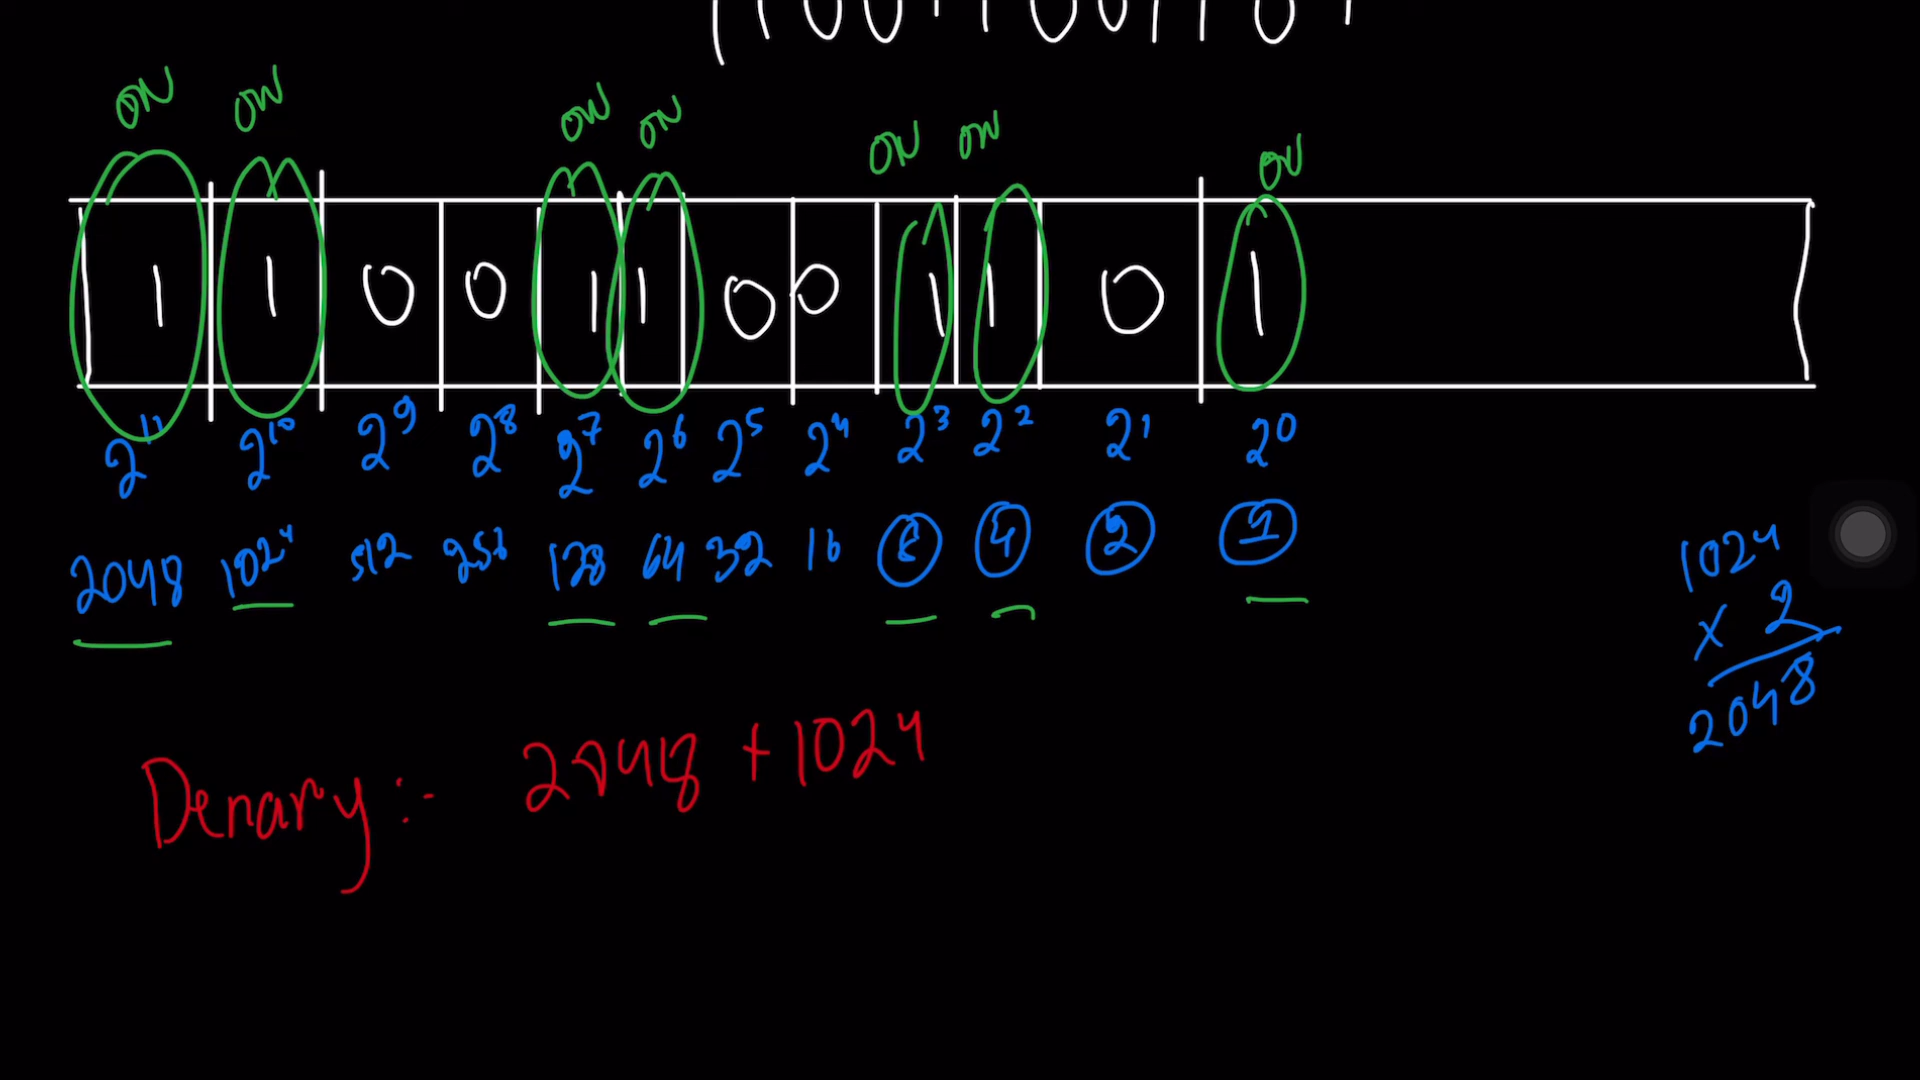 110011001101
ON ON ON ON ON ON ON
1 1 0 0 1 1 0 0 1 1 0 1
2¹¹ 2¹⁰ 2⁹ 2⁸ 2⁷ 2⁶ 2⁵ 2⁴ 2³ 2² 2¹ 2⁰
2048 1024 512 256 128 64 32 16 8 4 2 1
1024
x 2
2048
Denary:- 2048 + 1024